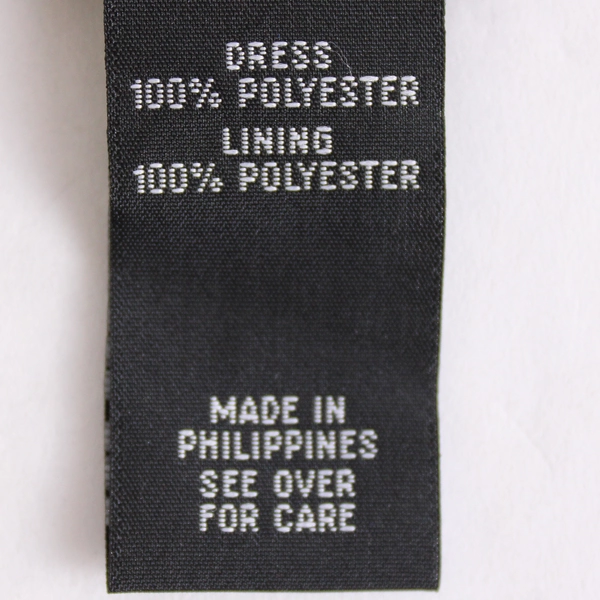 DRESS
100% POLYESTER
LINING
100% POLYESTER
MADE IN
PHILIPPINES
SEE OVER
FOR CARE